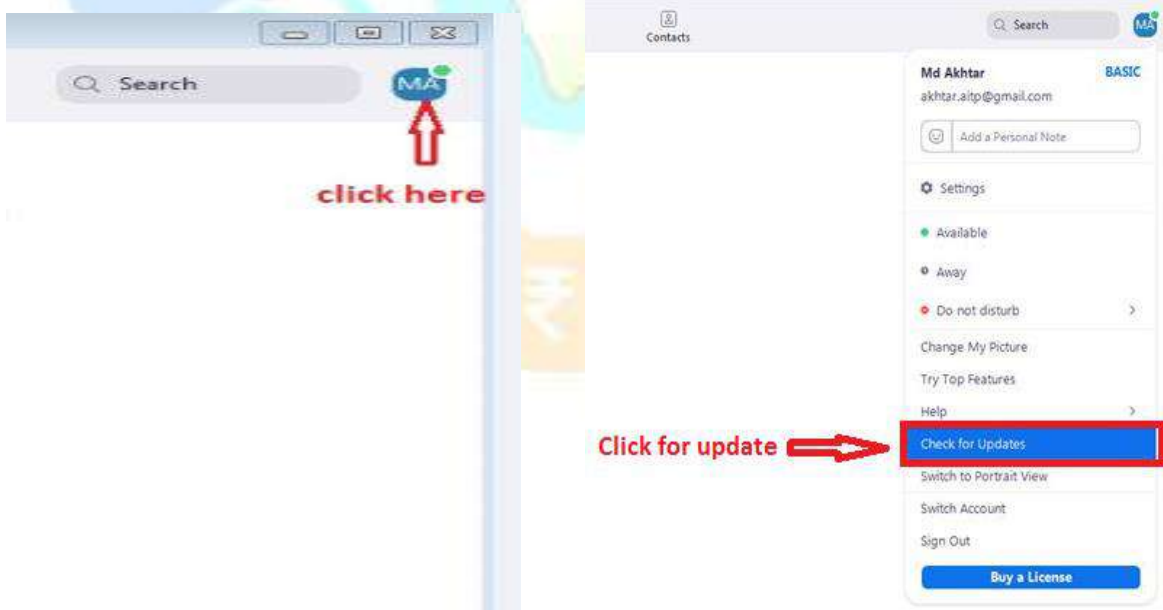 Search
MA
click here
Contacts
Search
MA
Md Akhtar
BASIC
akhtar.aitp@gmail.com
Add a Personal Note
Settings
Available
Away
Do not disturb
Change My Picture
Try Top Features
Help
Click for update
Check for Updates
Switch to Portrait View
Switch Account
Sign Out
Buy a License
₹